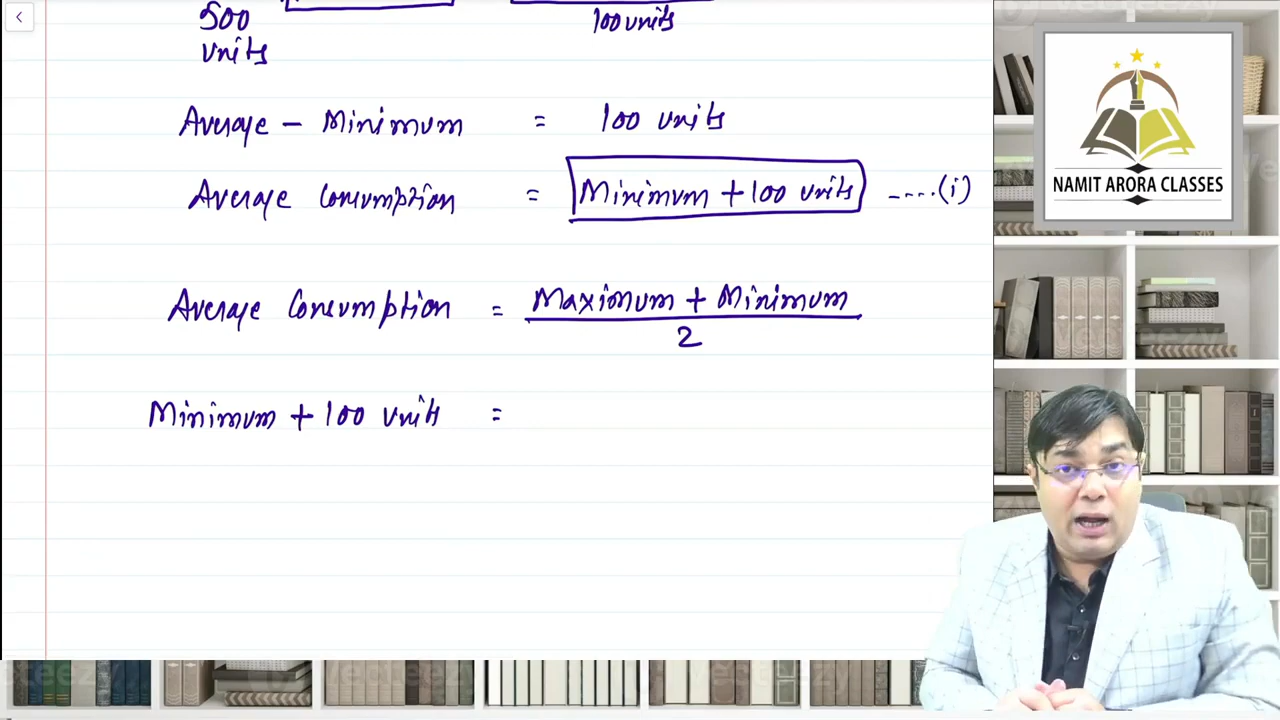 500
100 units
units
Average - Minimum = 100 units
Average Consumption = Minimum + 100 units ----(i)
Average Consumption = Maximum + Minimum
2
Minimum + 100 units =
NAMIT ARORA CLASSES